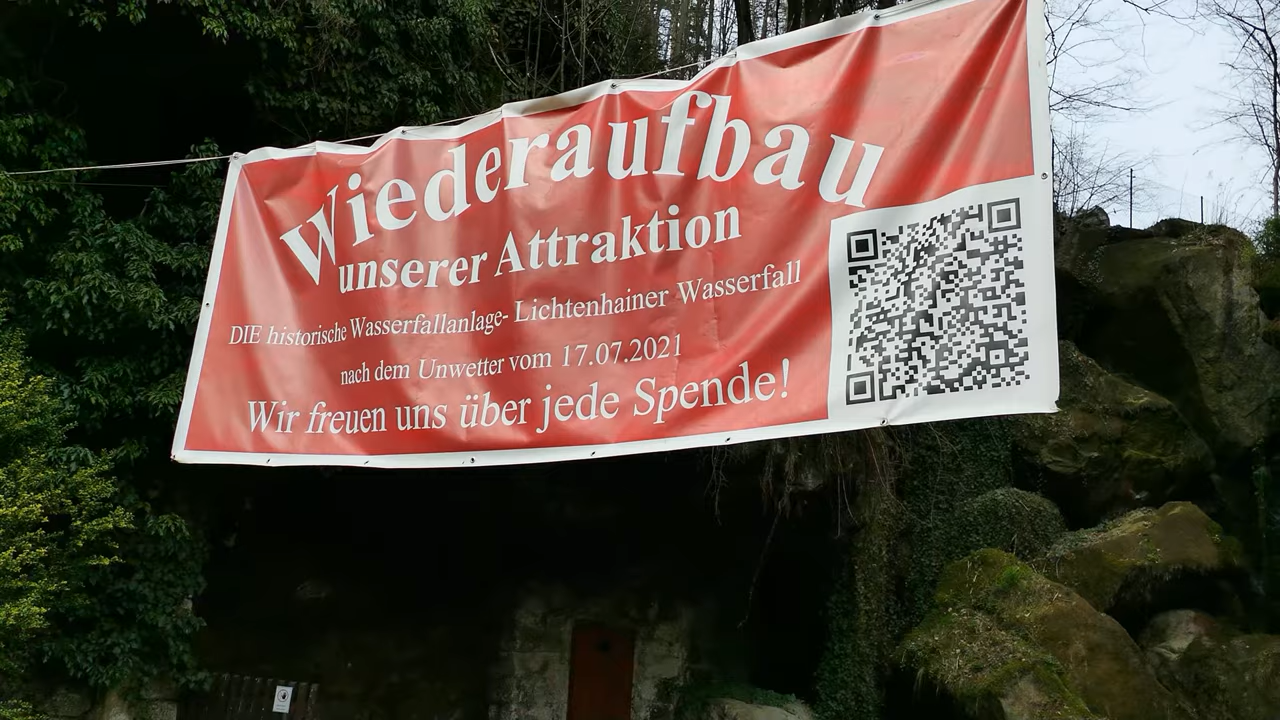 Wiederaufbau
unserer Attraktion
DIE historische Wasserfallanlage- Lichtenhainer Wasserfall
nach dem Unwetter vom 17.07.2021
Wir freuen uns über jede Spende!